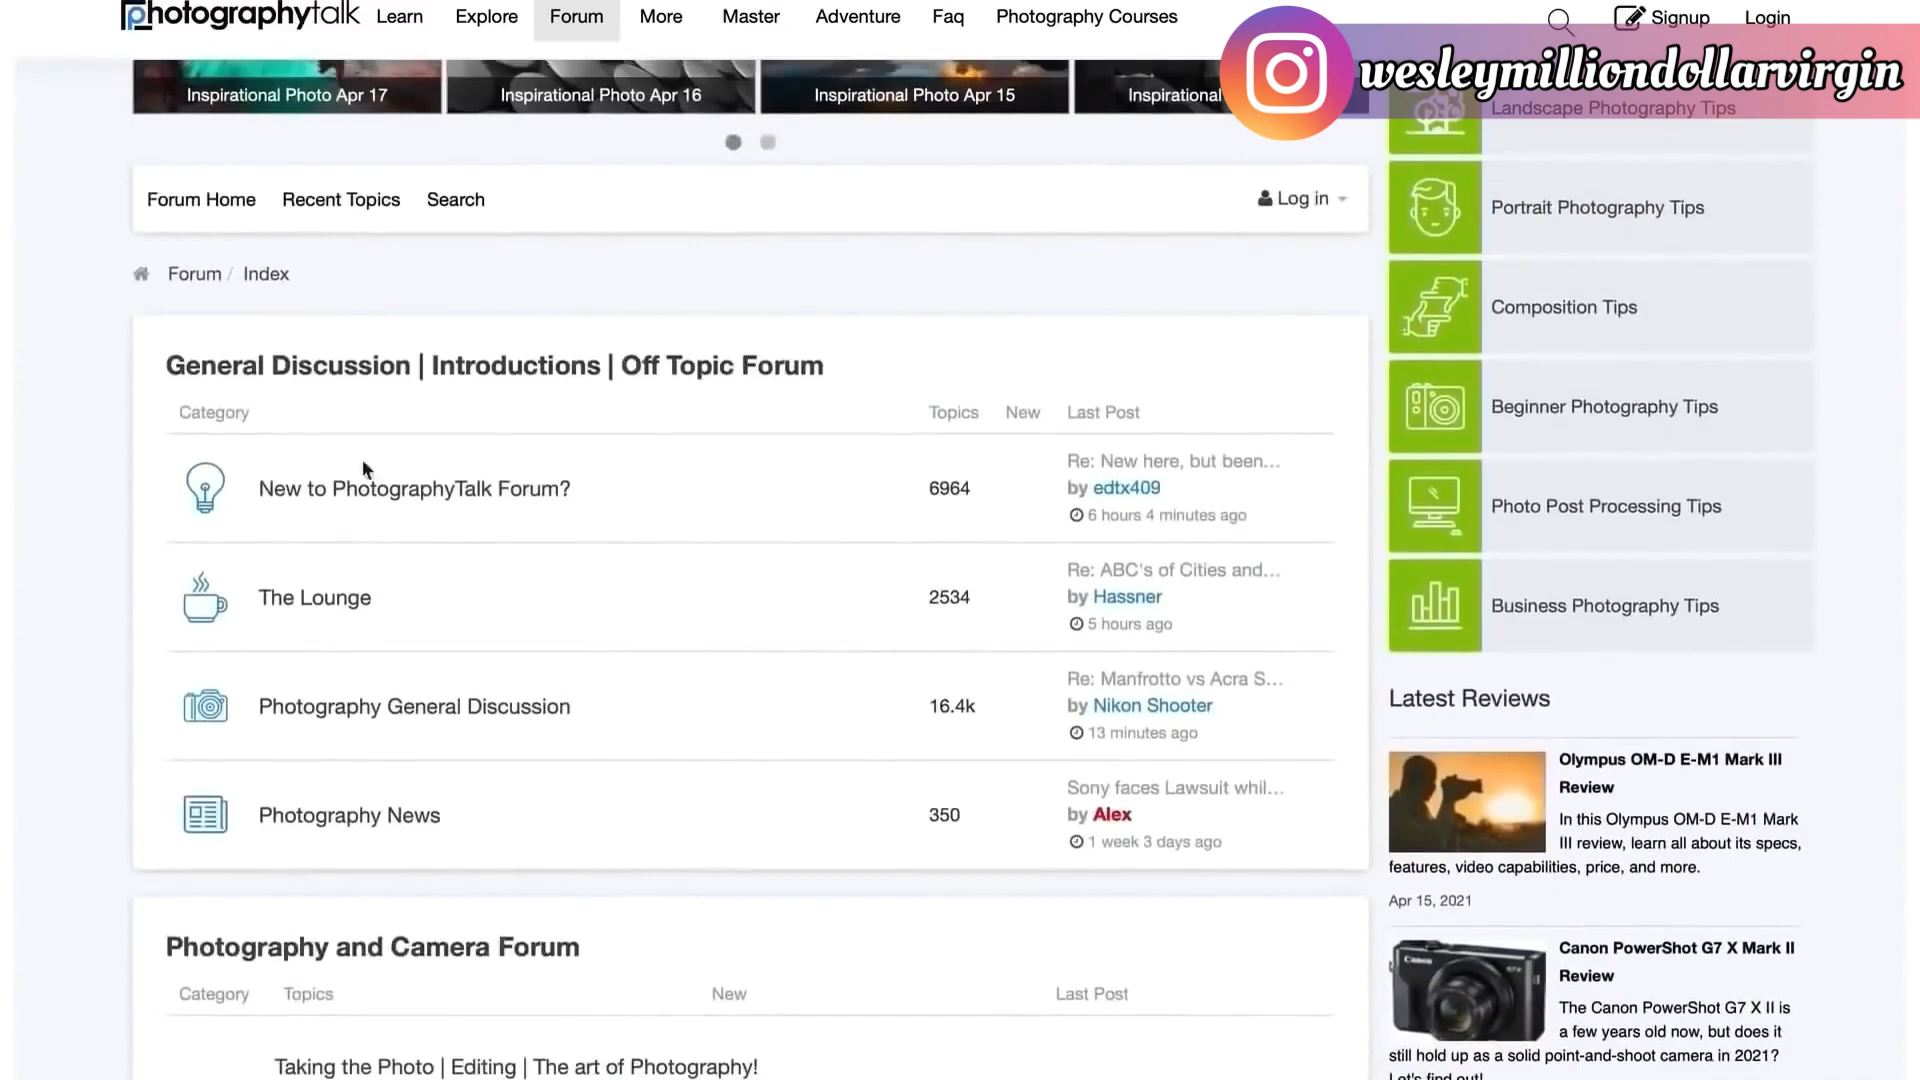 photographytalk Learn Explore Forum More Master Adventure Faq Photography Courses Signup Login
wesleymilliondollarvirgin
Inspirational Photo Apr 17 Inspirational Photo Apr 16 Inspirational Photo Apr 15 Inspirational
Landscape Photography Tips
Forum Home Recent Topics Search Log in
Portrait Photography Tips
Forum / Index
Composition Tips
General Discussion | Introductions | Off Topic Forum
Category Topics New Last Post
Beginner Photography Tips
New to PhotographyTalk Forum? 6964
Re: New here, but been...
by edtx409
6 hours 4 minutes ago
Photo Post Processing Tips
The Lounge 2534
Re: ABC's of Cities and...
by Hassner
5 hours ago
Business Photography Tips
Photography General Discussion 16.4k
Re: Manfrotto vs Acra S...
by Nikon Shooter
13 minutes ago
Photography News 350
Sony faces Lawsuit whil...
by Alex
1 week 3 days ago
Latest Reviews
Olympus OM-D E-M1 Mark III
Review
In this Olympus OM-D E-M1 Mark
III review, learn all about its specs,
features, video capabilities, price, and more.
Apr 15, 2021
Canon PowerShot G7 X Mark II
Review
The Canon PowerShot G7 X II is
a few years old now, but does it
still hold up as a solid point-and-shoot camera in 2021?
Let's find out!
Canon
Photography and Camera Forum
Category Topics New Last Post
Taking the Photo | Editing | The art of Photography!